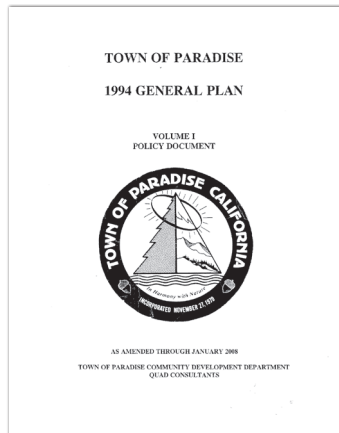 TOWN OF PARADISE
1994 GENERAL PLAN
VOLUME I
POLICY DOCUMENT
TOWN OF PARADISE CALIFORNIA
In Harmony with Nature
INCORPORATED NOVEMBER 27, 1979
AS AMENDED THROUGH JANUARY 2008
TOWN OF PARADISE COMMUNITY DEVELOPMENT DEPARTMENT
QUAD CONSULTANTS